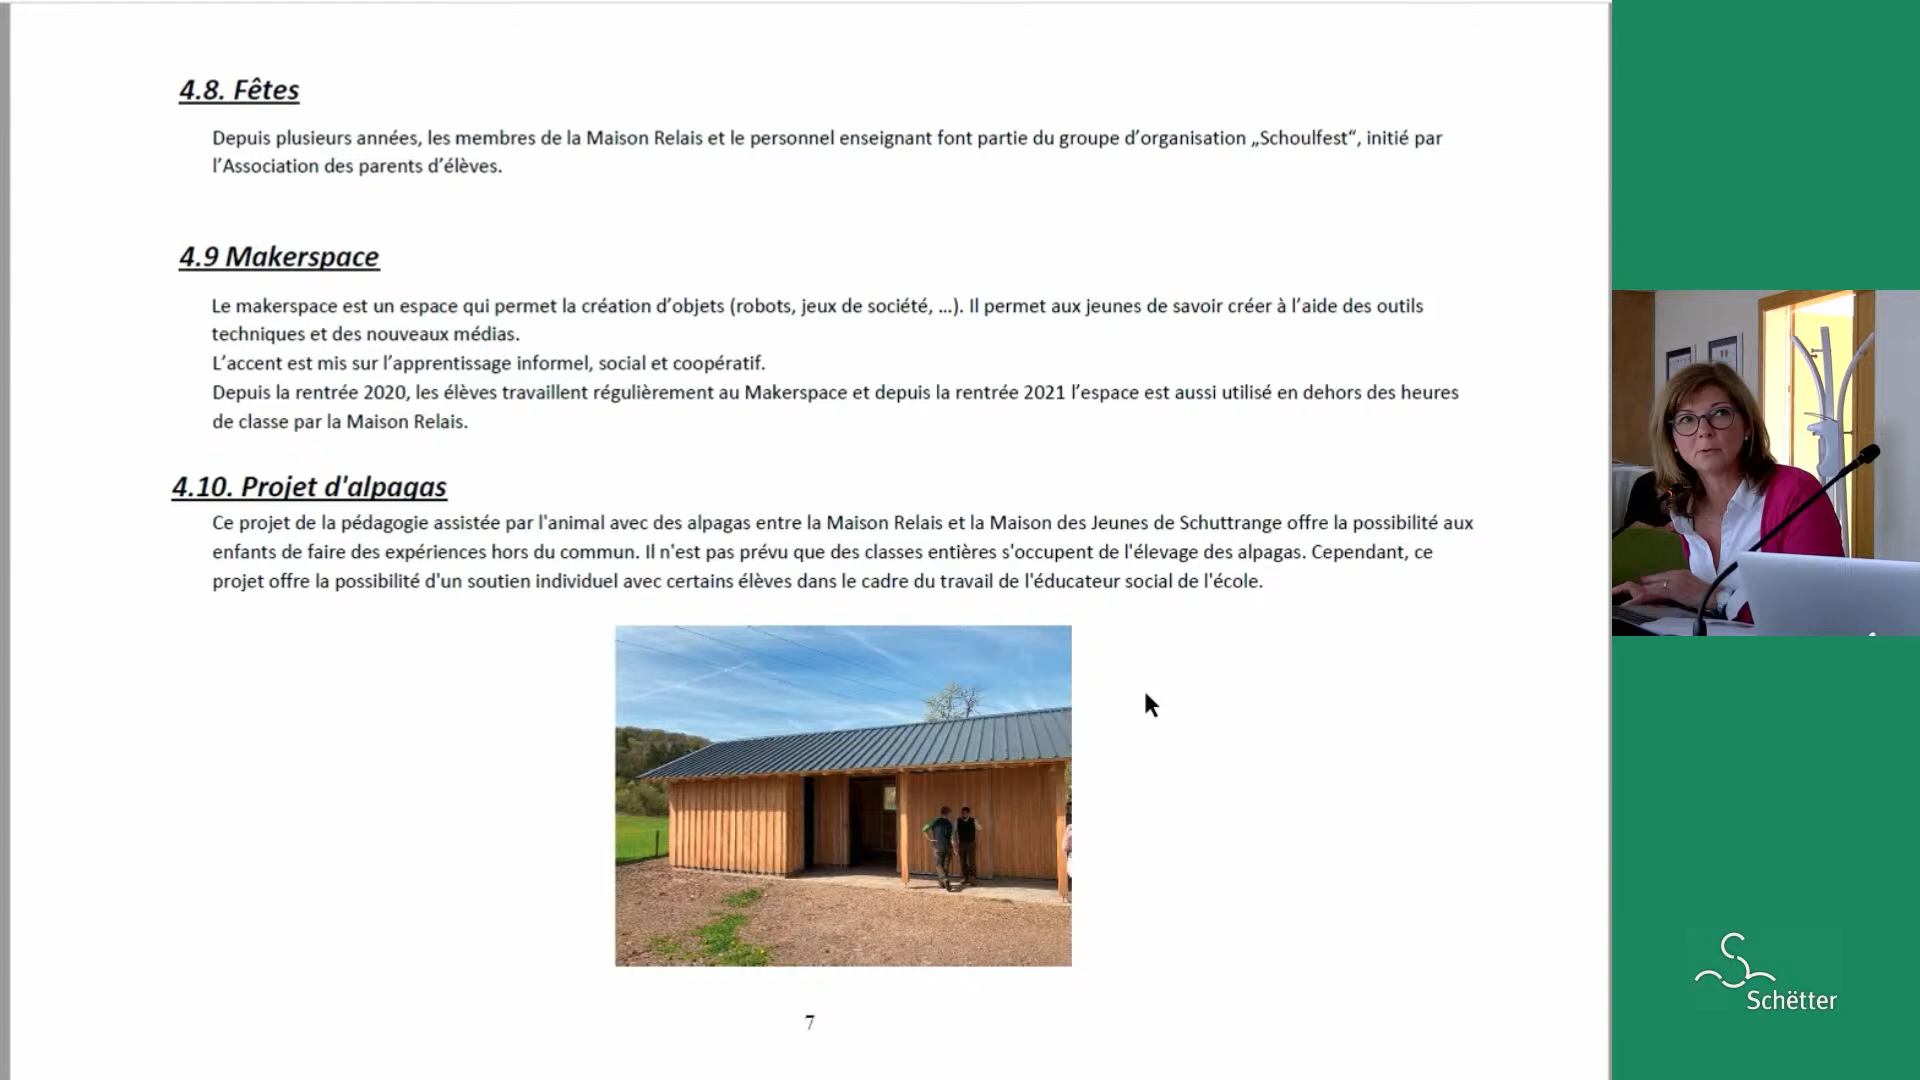 4.8. Fêtes
Depuis plusieurs années, les membres de la Maison Relais et le personnel enseignant font partie du groupe d’organisation „Schoulfest“, initié par
l’Association des parents d’élèves.
4.9 Makerspace
Le makerspace est un espace qui permet la création d’objets (robots, jeux de société, …). Il permet aux jeunes de savoir créer à l’aide des outils
techniques et des nouveaux médias.
L’accent est mis sur l’apprentissage informel, social et coopératif.
Depuis la rentrée 2020, les élèves travaillent régulièrement au Makerspace et depuis la rentrée 2021 l’espace est aussi utilisé en dehors des heures
de classe par la Maison Relais.
4.10. Projet d'alpagas
Ce projet de la pédagogie assistée par l'animal avec des alpagas entre la Maison Relais et la Maison des Jeunes de Schuttrange offre la possibilité aux
enfants de faire des expériences hors du commun. Il n'est pas prévu que des classes entières s'occupent de l'élevage des alpagas. Cependant, ce
projet offre la possibilité d'un soutien individuel avec certains élèves dans le cadre du travail de l'éducateur social de l'école.
7
Schëtter